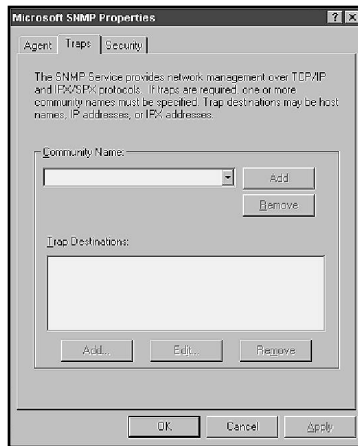 Microsoft SNMP Properties
Agent Traps Security
The SNMP Service provides network management over TCP/IP
and IPX/SPX protocols. If traps are required, one or more
community names must be specified. Trap destinations may be host
names, IP addresses, or IPX addresses.
Community Name:
Add
Remove
Trap Destinations:
Add... Edit... Remove
OK Cancel Apply